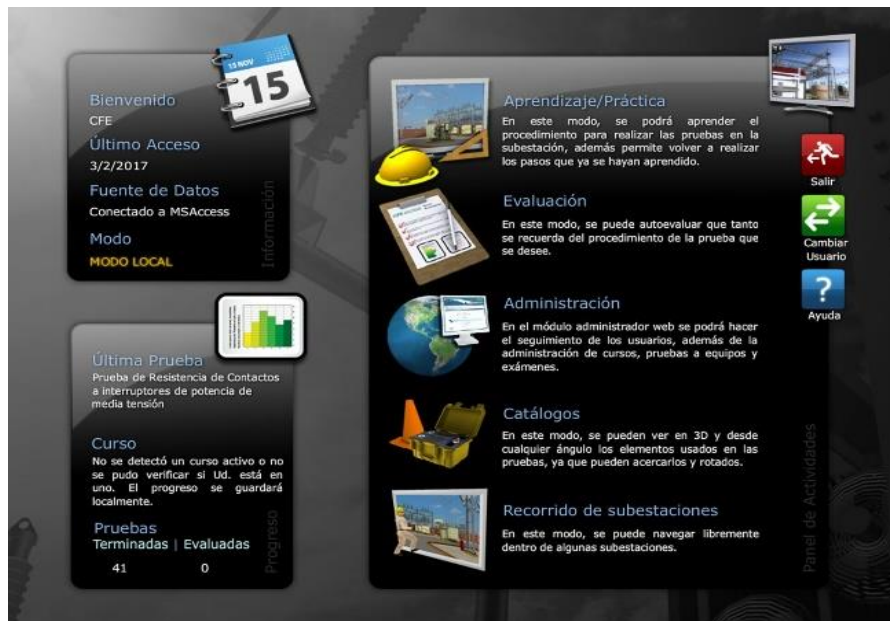 15 NOV
15
Bienvenido
CFE
Último Acceso
3/2/2017
Fuente de Datos
Conectado a MSAccess
Modo
MODO LOCAL
Información
Última Prueba
Prueba de Resistencia de Contactos
a interruptores de potencia de
media tensión
Curso
No se detectó un curso activo o no
se pudo verificar si Ud. está en
uno. El progreso se guardará
localmente.
Pruebas
Terminadas | Evaluadas
41 0
Progreso
Aprendizaje/Práctica
En este modo, se podrá aprender el
procedimiento para realizar las pruebas en la
subestación, además permite volver a realizar
los pasos que ya se hayan aprendido.
Evaluación
En este modo, se puede autoevaluar que tanto
se recuerda del procedimiento de la prueba que
se desee.
Administración
En el módulo administrador web se podrá hacer
el seguimiento de los usuarios, además de la
administración de cursos, pruebas a equipos y
exámenes.
Catálogos
En este modo, se pueden ver en 3D y desde
cualquier ángulo los elementos usados en las
pruebas, ya que pueden acercarlos y rotados.
Recorrido de subestaciones
En este modo, se puede navegar libremente
dentro de algunas subestaciones.
Panel de Actividades
Salir
Cambiar
Usuario
?
Ayuda